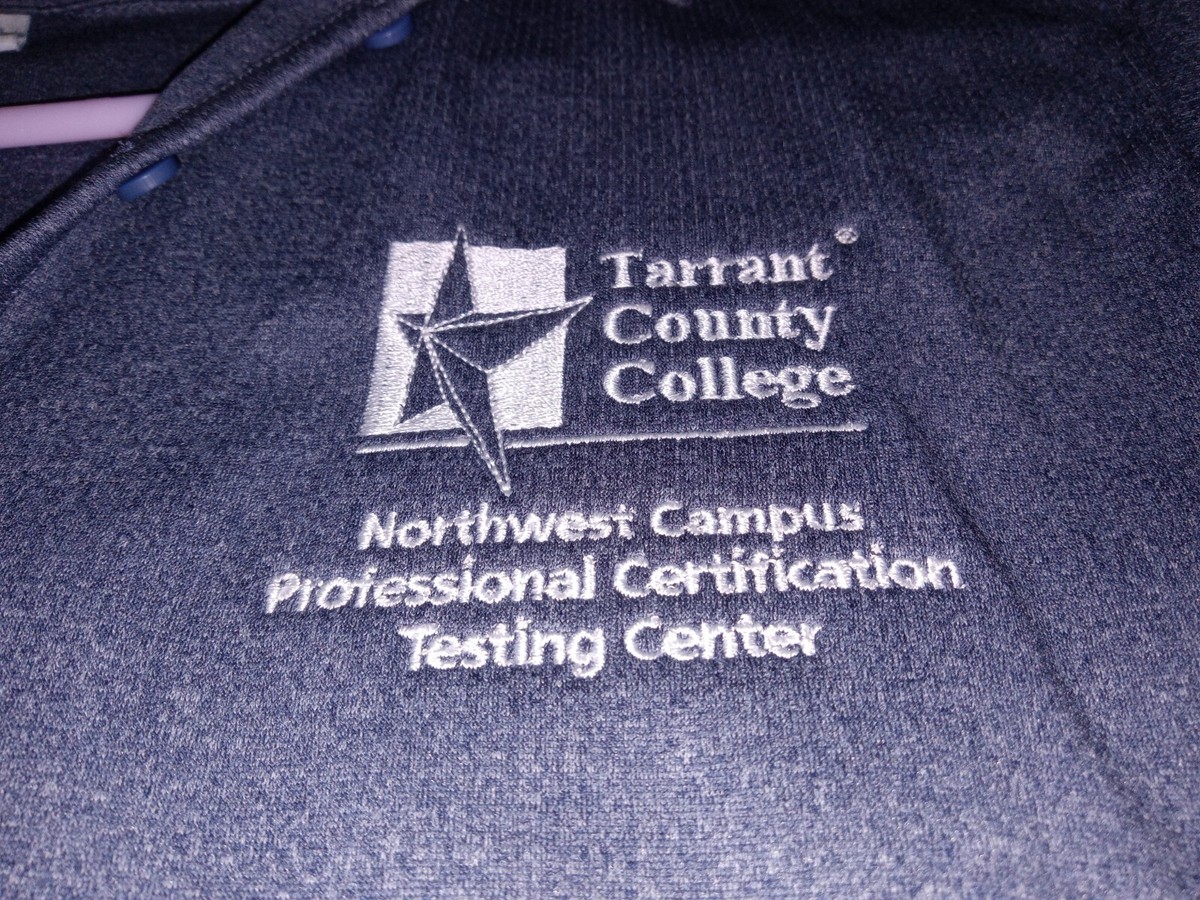 Tarrant®
County
College
Northwest Campus
Professional Certification
Testing Center